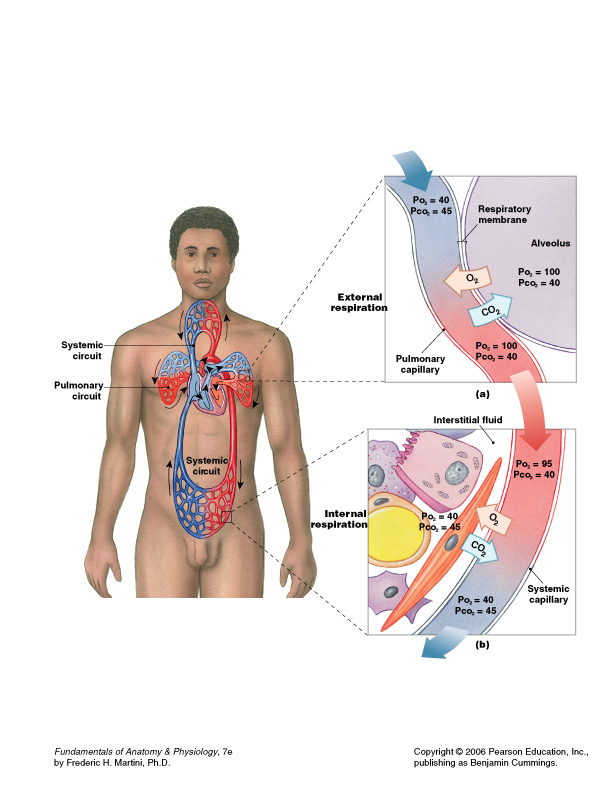 Po₂ = 40
Pco₂ = 45
Respiratory
membrane
Alveolus
O₂
Po₂ = 100
Pco₂ = 40
CO₂
External
respiration
Systemic
circuit
Po₂ = 100
Pco₂ = 40
Pulmonary
capillary
Pulmonary
circuit
(a)
Interstitial fluid
Systemic
circuit
Po₂ = 95
Pco₂ = 40
Internal
respiration
Po₂ = 40
Pco₂ = 45
O₂
CO₂
Systemic
capillary
Po₂ = 40
Pco₂ = 45
(b)
Fundamentals of Anatomy & Physiology, 7e
by Frederic H. Martini, Ph.D.
Copyright © 2006 Pearson Education, Inc.,
publishing as Benjamin Cummings.